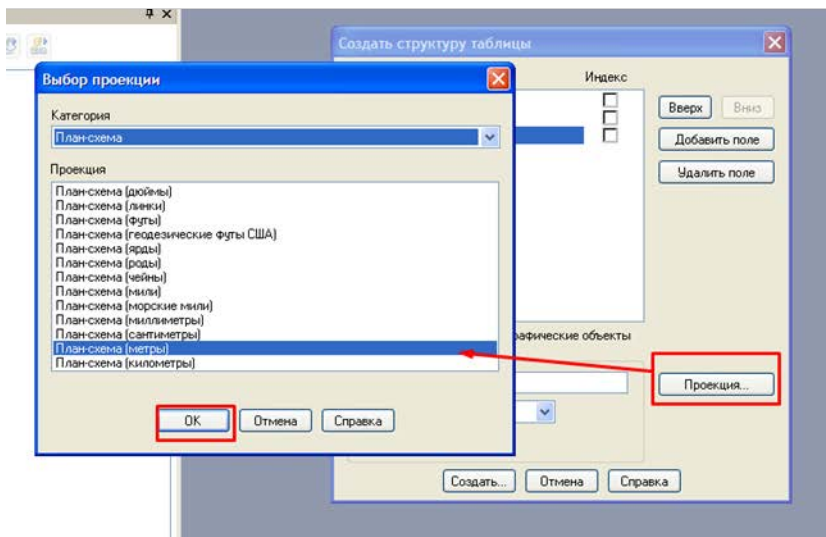 Создать структуру таблицы
Выбор проекции
Индекс
Категория
План-схема
Вверх
Вниз
Добавить поле
Удалить поле
Проекция
План-схема (дюймы)
План-схема (линки)
План-схема (футы)
План-схема (геодезические футы США)
План-схема (ярды)
План-схема (роды)
План-схема (чейны)
План-схема (мили)
План-схема (морские мили)
План-схема (миллиметры)
План-схема (сантиметры)
План-схема (метры)
План-схема (километры)
рафические объекты
Проекция...
OK
Отмена
Справка
Создать...
Отмена
Справка